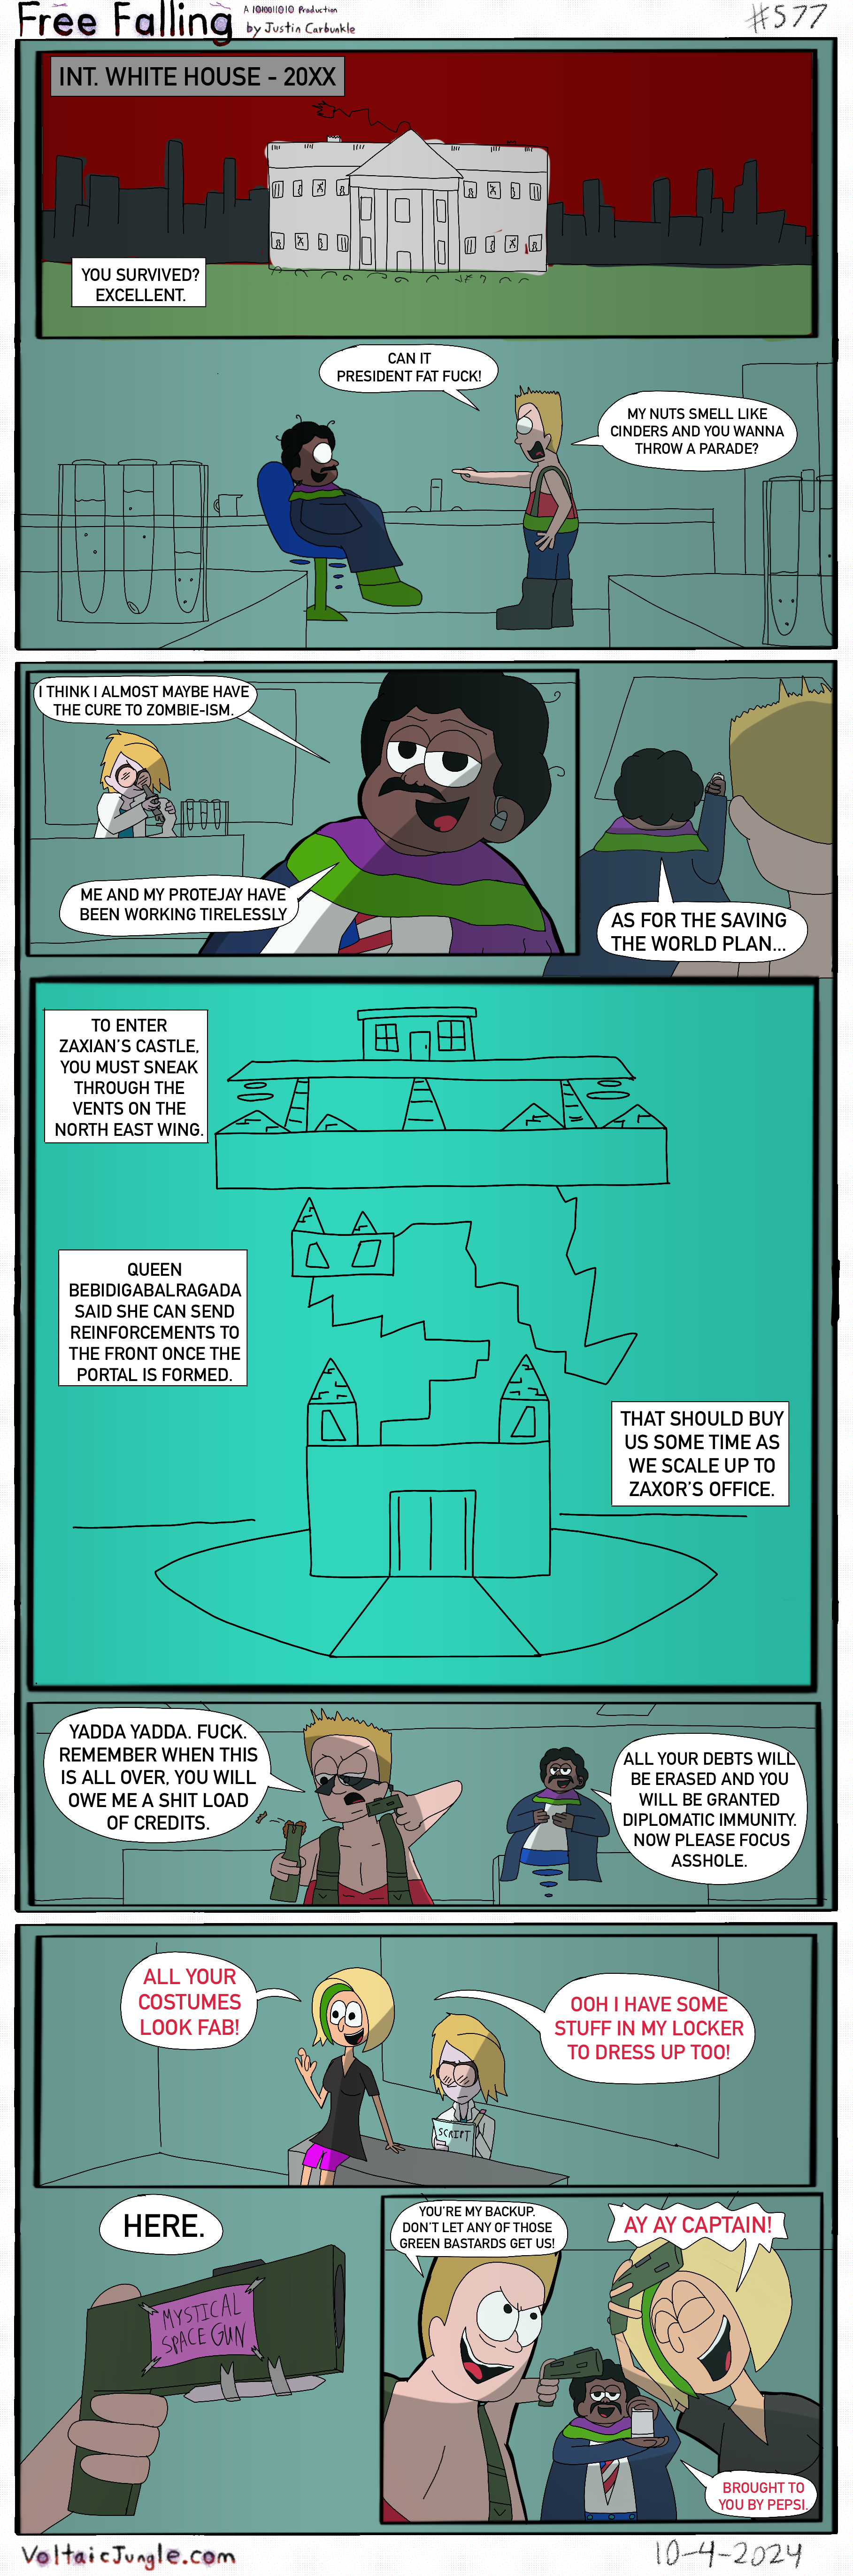 Free Falling
A 1010011010 Production
by Justin Carbunkle
#577
INT. WHITE HOUSE - 20XX
YOU SURVIVED?
EXCELLENT.
CAN IT
PRESIDENT FAT FUCK!
MY NUTS SMELL LIKE
CINDERS AND YOU WANNA
THROW A PARADE?
I THINK I ALMOST MAYBE HAVE
THE CURE TO ZOMBIE-ISM.
ME AND MY PROTEJAY HAVE
BEEN WORKING TIRELESSLY
AS FOR THE SAVING
THE WORLD PLAN...
TO ENTER
ZAXIAN'S CASTLE,
YOU MUST SNEAK
THROUGH THE
VENTS ON THE
NORTH EAST WING.
QUEEN
BEBIDIGABALRAGADA
SAID SHE CAN SEND
REINFORCEMENTS TO
THE FRONT ONCE THE
PORTAL IS FORMED.
THAT SHOULD BUY
US SOME TIME AS
WE SCALE UP TO
ZAXOR'S OFFICE.
YADDA YADDA. FUCK.
REMEMBER WHEN THIS
IS ALL OVER, YOU WILL
OWE ME A SHIT LOAD
OF CREDITS.
ALL YOUR DEBTS WILL
BE ERASED AND YOU
WILL BE GRANTED
DIPLOMATIC IMMUNITY.
NOW PLEASE FOCUS
ASSHOLE.
ALL YOUR
COSTUMES
LOOK FAB!
OOH I HAVE SOME
STUFF IN MY LOCKER
TO DRESS UP TOO!
SCRIPT
HERE.
MYSTICAL
SPACE GUN
YOU'RE MY BACKUP.
DON'T LET ANY OF THOSE
GREEN BASTARDS GET US!
AY AY CAPTAIN!
BROUGHT TO
YOU BY PEPSI.
VoltaicJungle.com
10-4-2024